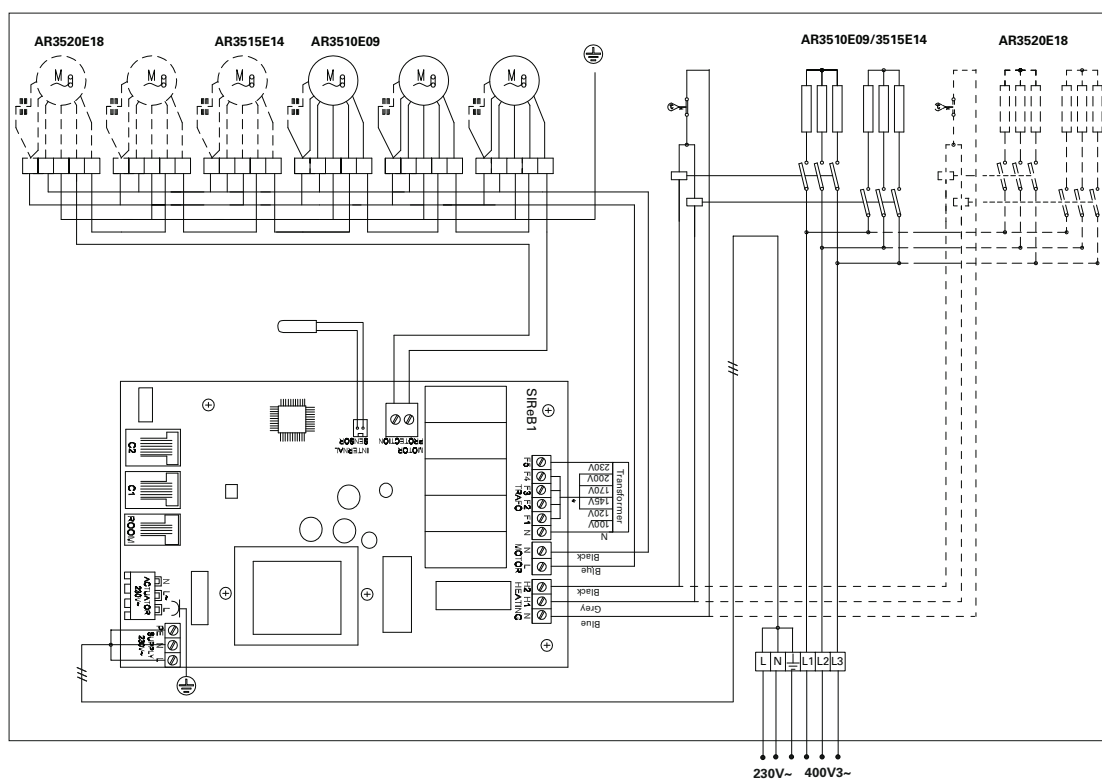 AR3520E18
AR3515E14
AR3510E09
AR3510E09/3515E14
AR3520E18
M
M
M
M
M
M
SIReB1
C2
C1
ROOM
INTERNAL
SENSOR
MOTOR
PROTECTION
F5
F4
F3
F2
F1
N
TRAFO
230V
200V
170V
145V
120V
100V
N
Transformer
*
N
L
MOTOR
Black
Blue
H2
H1
N
HEATING
Black
Grey
Blue
N
L~
L
ACTUATOR
230V~
PE
N
L
SUPPLY
230V~
L
N
L1
L2
L3
230V~
400V3~